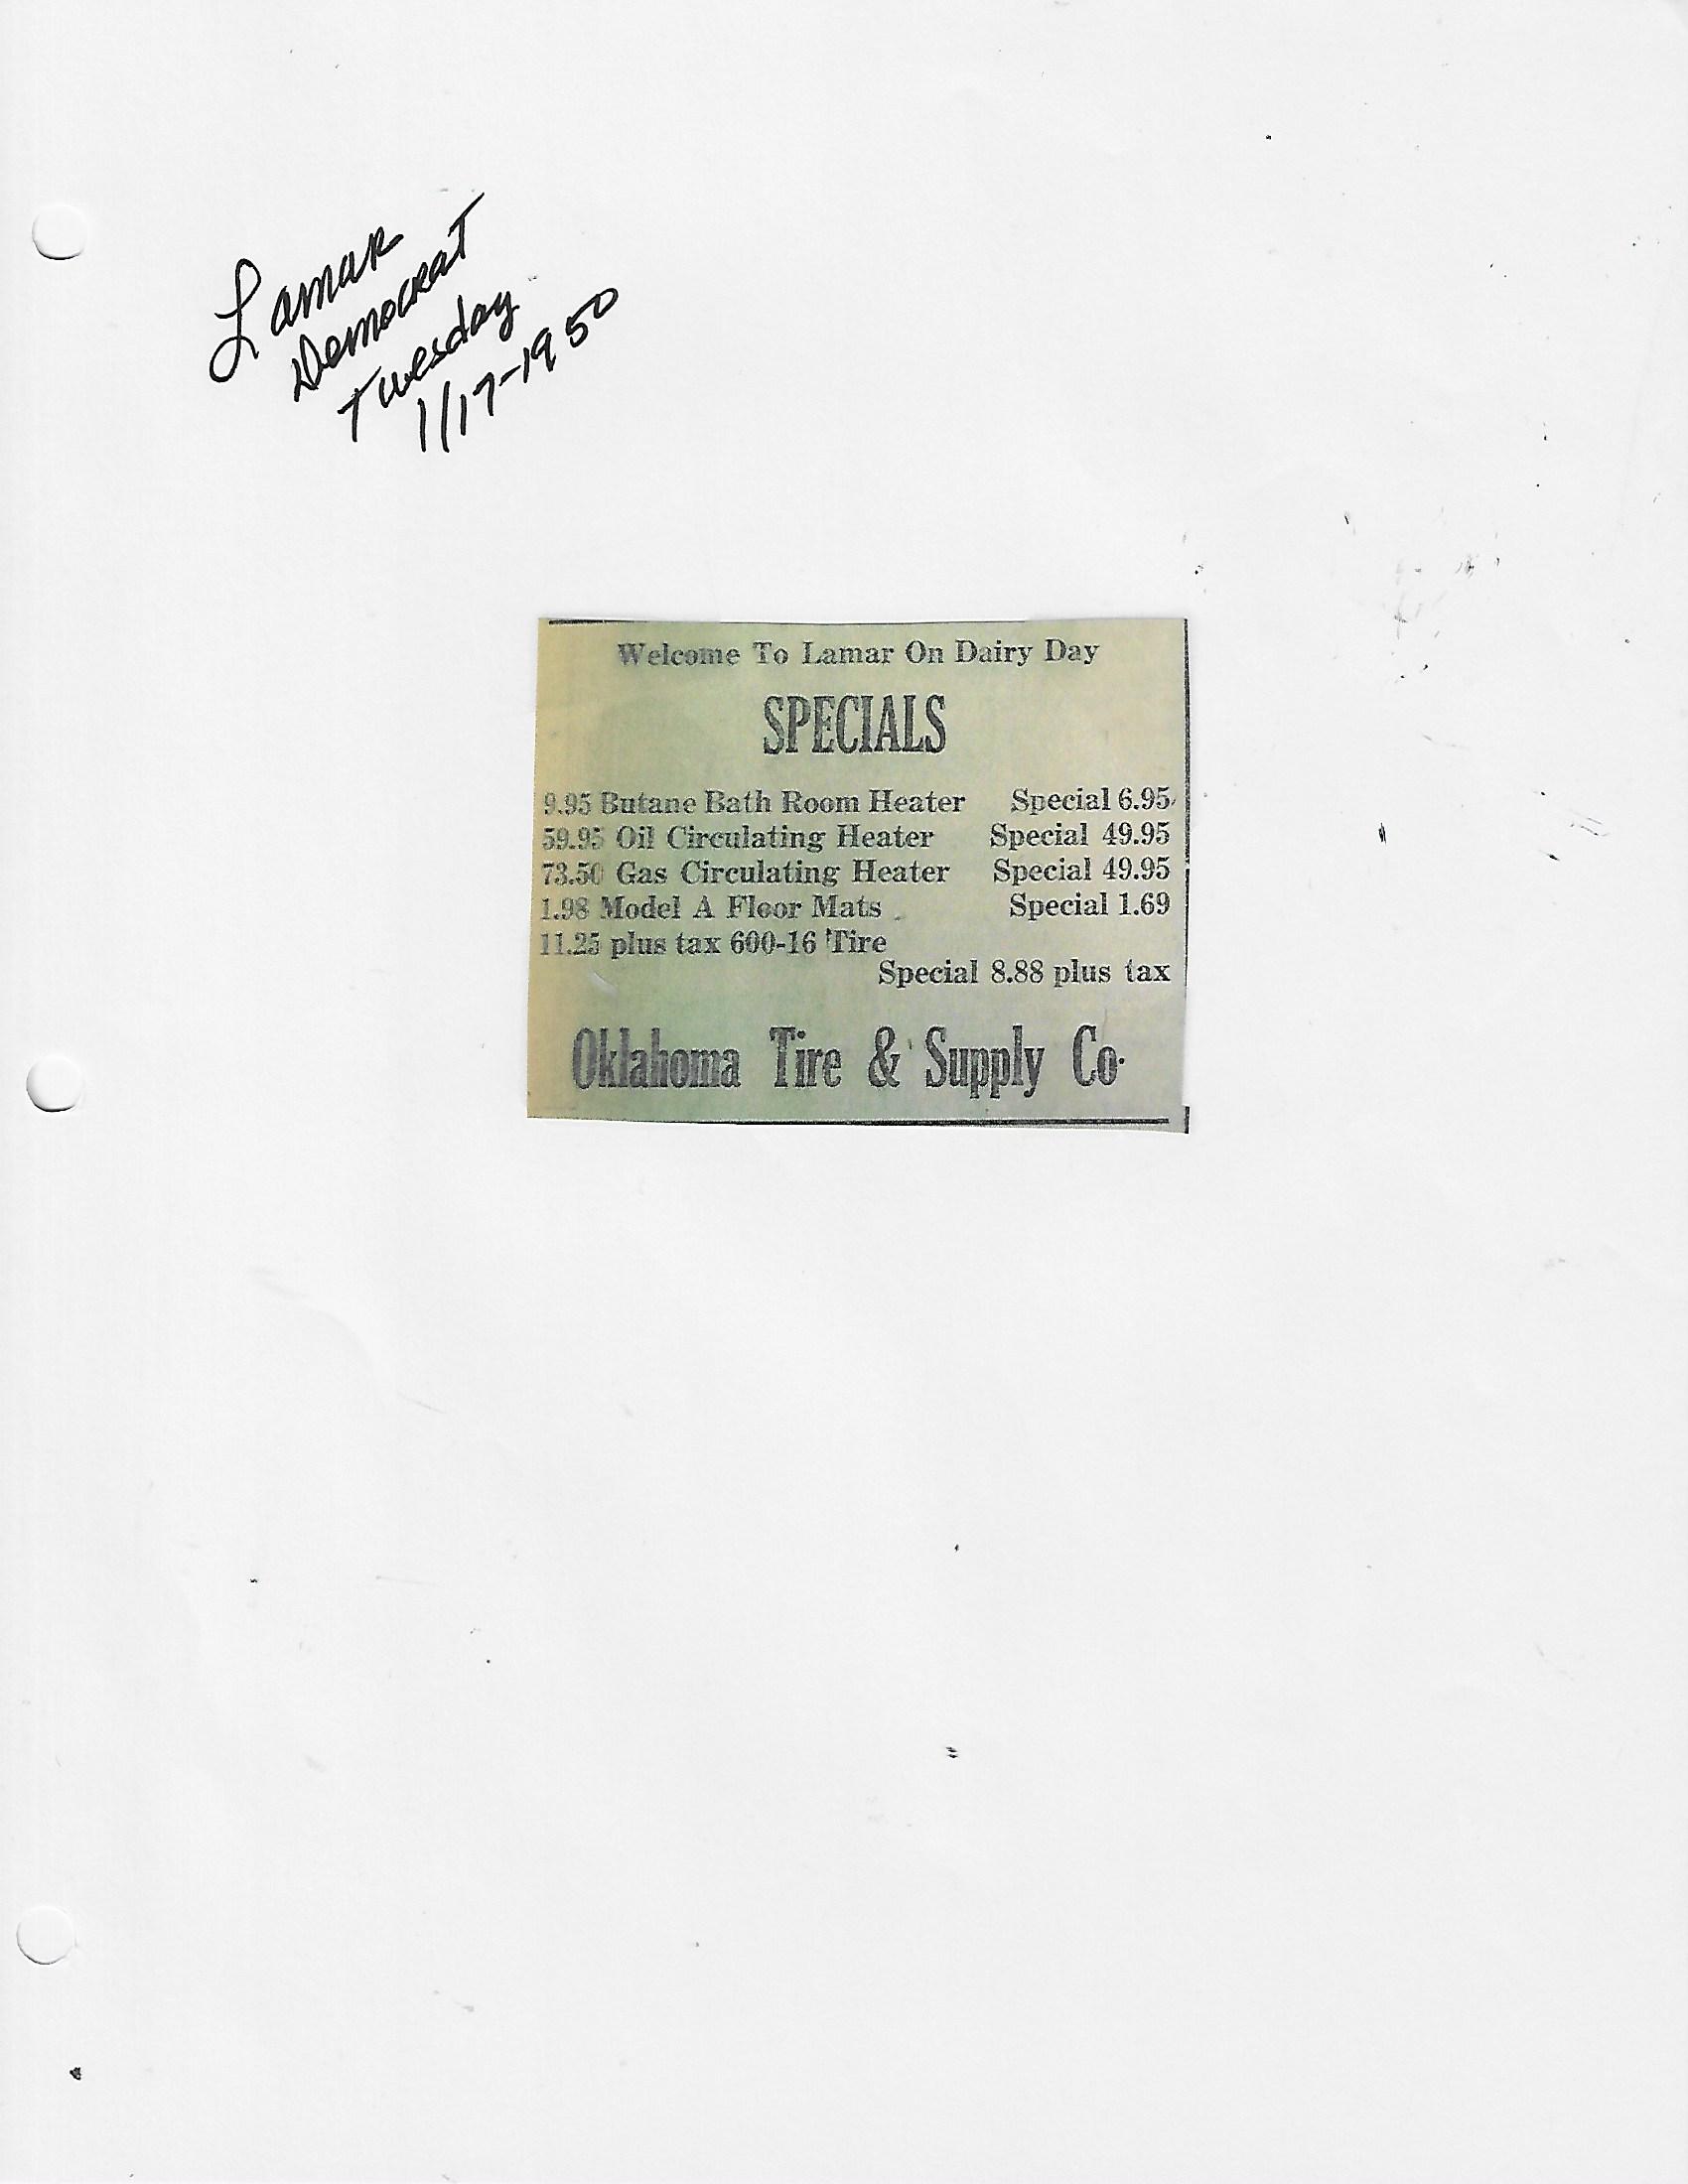 Lamar
Democrat
Tuesday
1/17-1950
Welcome To Lamar On Dairy Day
SPECIALS
9.95 Butane Bath Room Heater Special 6.95
59.95 Oil Circulating Heater Special 49.95
73.50 Gas Circulating Heater Special 49.95
1.98 Model A Floor Mats Special 1.69
11.25 plus tax 600-16 Tire
Special 8.88 plus tax
Oklahoma Tire & Supply Co.